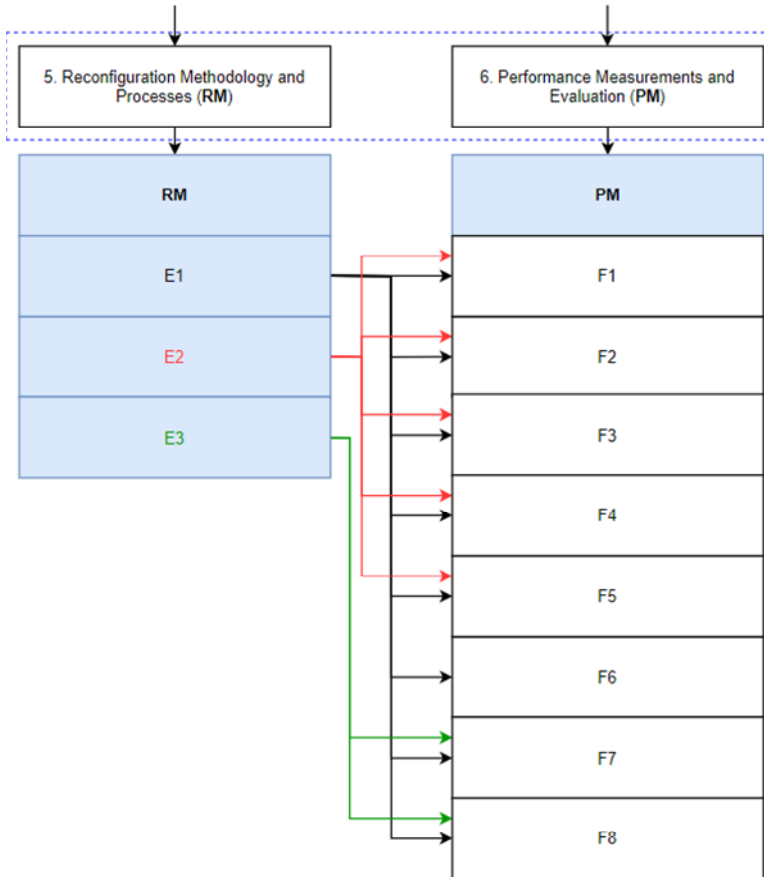 5. Reconfiguration Methodology and
Processes (RM)
6. Performance Measurements and
Evaluation (PM)
RM
PM
E1
F1
E2
F2
E3
F3
F4
F5
F6
F7
F8